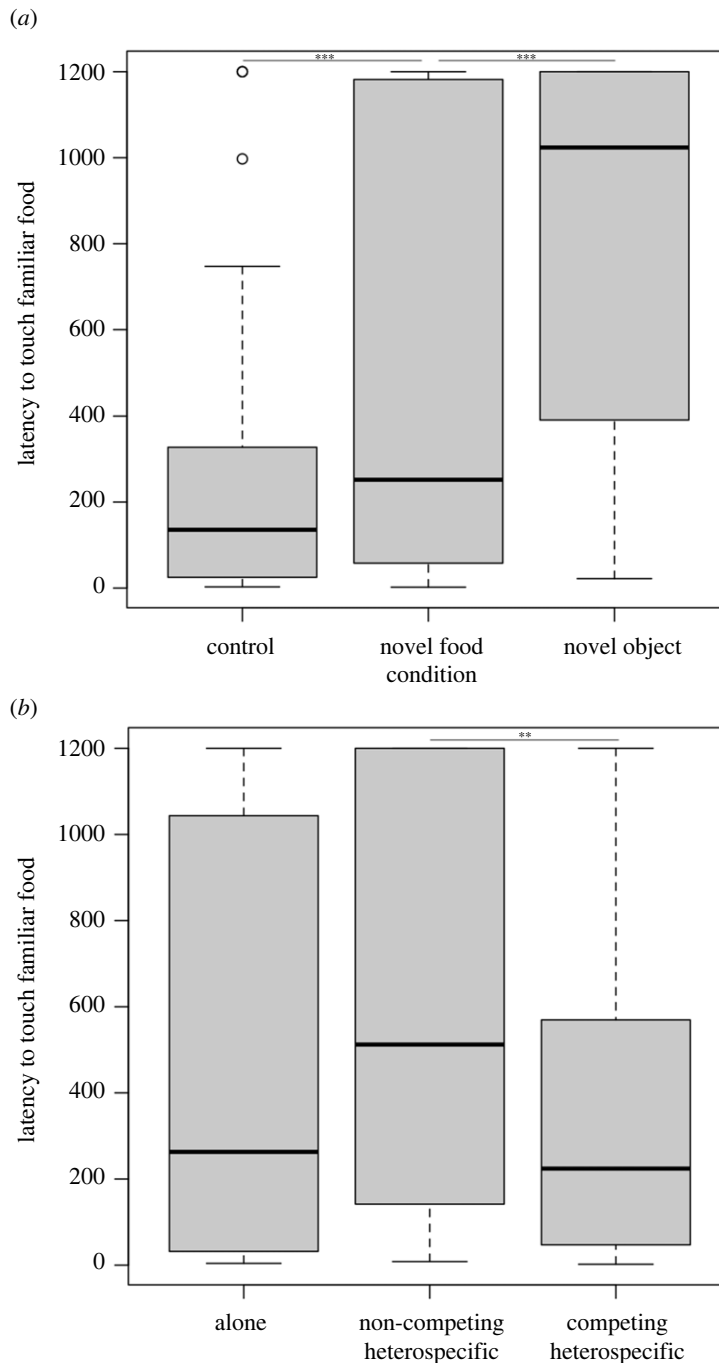 (a)
*** ***
1200
1000
800
600
400
200
0
latency to touch familiar food
control novel food novel object
condition
(b)
**
1200
1000
800
600
400
200
0
latency to touch familiar food
alone non-competing competing
heterospecific heterospecific